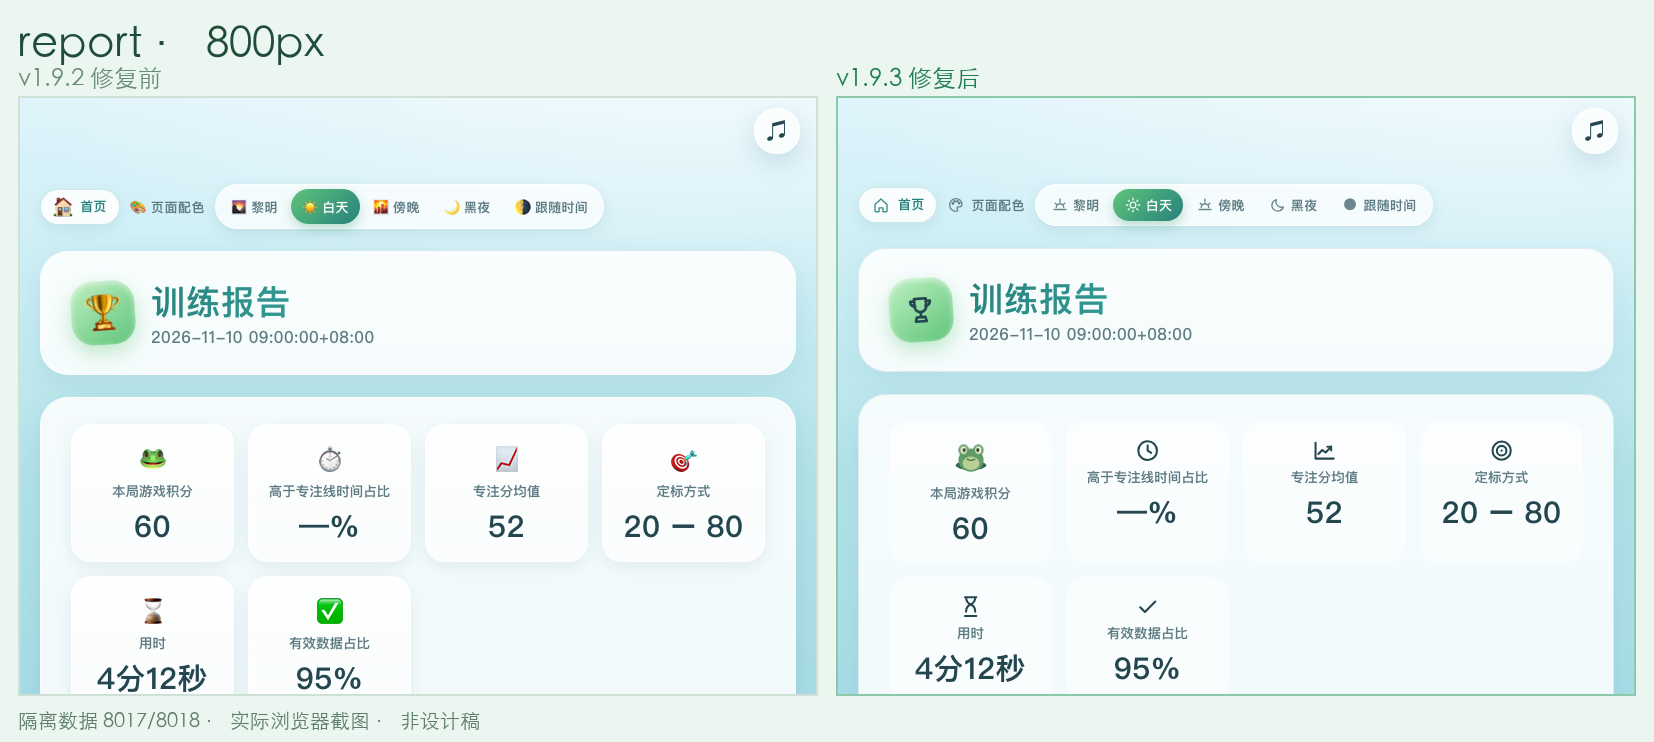 report · 800px
v1.9.2 修复前
首页 页面配色 黎明 白天 傍晚 黑夜 跟随时间
训练报告
2026-11-10 09:00:00+08:00
本局游戏积分 高于专注线时间占比 专注分均值 定标方式
60 —% 52 20 — 80
用时 有效数据占比
4分12秒 95%
v1.9.3 修复后
首页 页面配色 黎明 白天 傍晚 黑夜 跟随时间
训练报告
2026-11-10 09:00:00+08:00
本局游戏积分 高于专注线时间占比 专注分均值 定标方式
60 —% 52 20 — 80
用时 有效数据占比
4分12秒 95%
隔离数据 8017/8018 · 实际浏览器截图 · 非设计稿